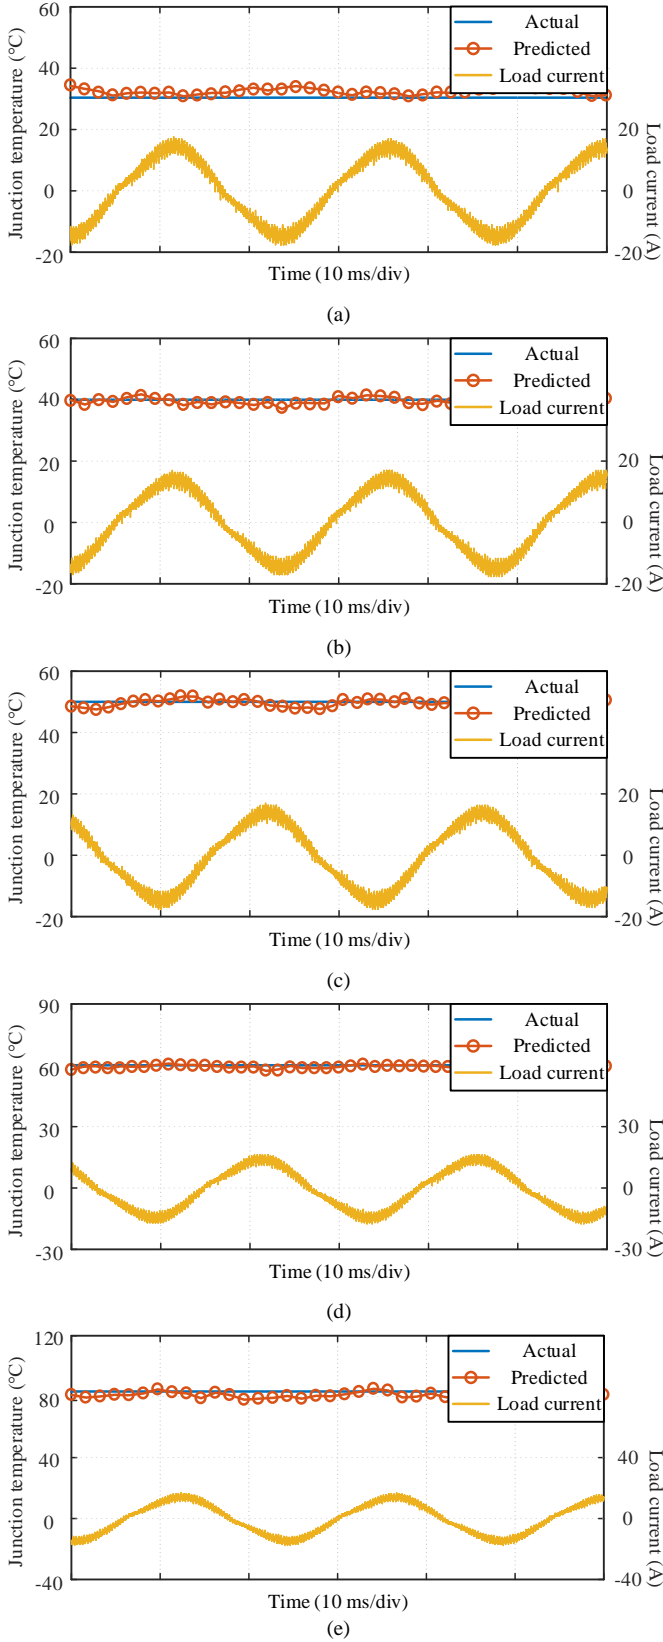 60
40
20
0
-20
Junction temperature (°C)
Actual
Predicted
Load current
20
0
-20
Load current (A)
Time (10 ms/div)
(a)
60
40
20
0
-20
Junction temperature (°C)
Actual
Predicted
Load current
20
0
-20
Load current (A)
Time (10 ms/div)
(b)
60
40
20
0
-20
Junction temperature (°C)
Actual
Predicted
Load current
20
0
-20
Load current (A)
Time (10 ms/div)
(c)
90
60
30
0
-30
Junction temperature (°C)
Actual
Predicted
Load current
30
0
-30
Load current (A)
Time (10 ms/div)
(d)
120
80
40
0
-40
Junction temperature (°C)
Actual
Predicted
Load current
40
0
-40
Load current (A)
Time (10 ms/div)
(e)